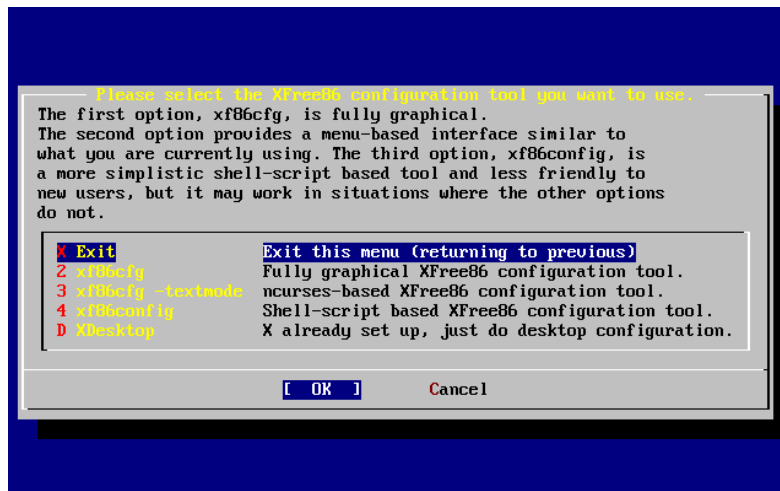 Please select the XFree86 configuration tool you want to use.
The first option, xf86cfg, is fully graphical.
The second option provides a menu-based interface similar to
what you are currently using. The third option, xf86config, is
a more simplistic shell-script based tool and less friendly to
new users, but it may work in situations where the other options
do not.
X Exit Exit this menu (returning to previous)
2 xf86cfg Fully graphical XFree86 configuration tool.
3 xf86cfg -textmode ncurses-based XFree86 configuration tool.
4 xf86config Shell-script based XFree86 configuration tool.
D XDesktop X already set up, just do desktop configuration.
[ OK ] Cancel